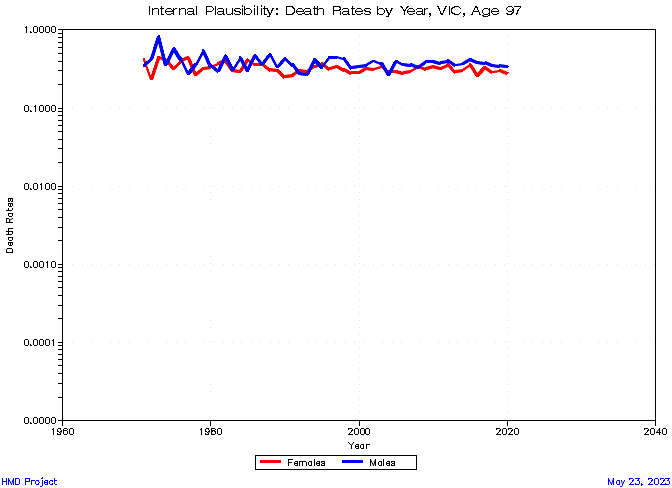 Internal Plausibility: Death Rates by Year, VIC, Age 97
1.0000
0.1000
0.0100
0.0010
0.0001
0.0000
Death Rates
1960
1980
2000
2020
2040
Year
Females
Males
HMD Project
May 23, 2023